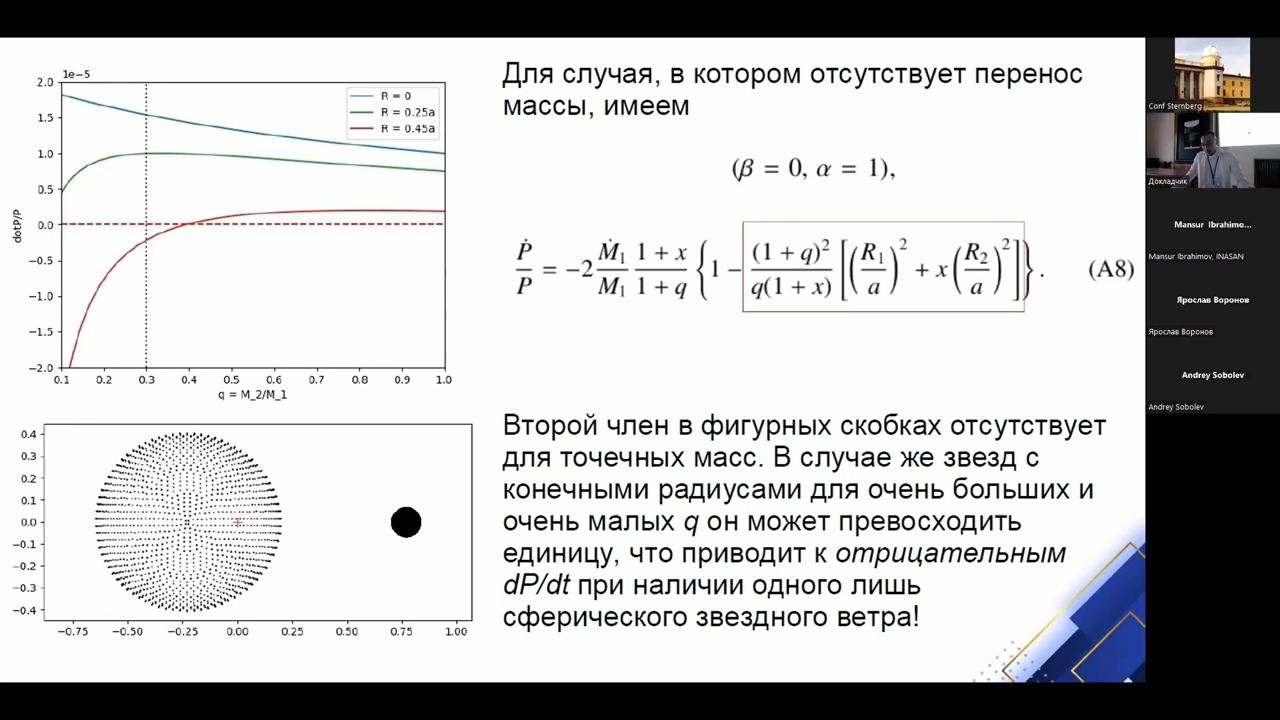 Для случая, в котором отсутствует перенос
массы, имеем
(β = 0, α = 1),
Ṗ/P = −2 Ṁ₁/M₁ (1 + x)/(1 + q) {1 − (1 + q)²/(q(1 + x)) [(R₁/a)² + x(R₂/a)²]}. (A8)
Второй член в фигурных скобках отсутствует
для точечных масс. В случае же звезд с
конечными радиусами для очень больших и
очень малых q он может превосходить
единицу, что приводит к отрицательным
dP/dt при наличии одного лишь
сферического звездного ветра!
1e−5
2.0
1.5
1.0
0.5
0.0
−0.5
−1.0
−1.5
−2.0
dotP/P
R = 0
R = 0.25a
R = 0.45a
0.1 0.2 0.3 0.4 0.5 0.6 0.7 0.8 0.9 1.0
q = M_2/M_1
0.4
0.3
0.2
0.1
0.0
−0.1
−0.2
−0.3
−0.4
−0.75 −0.50 −0.25 0.00 0.25 0.50 0.75 1.00
Conf Sternberg
Докладчик
Mansur Ibrahimo...
Mansur Ibrahimov, INASAN
Ярослав Воронов
Ярослав Воронов
Andrey Sobolev
Andrey Sobolev